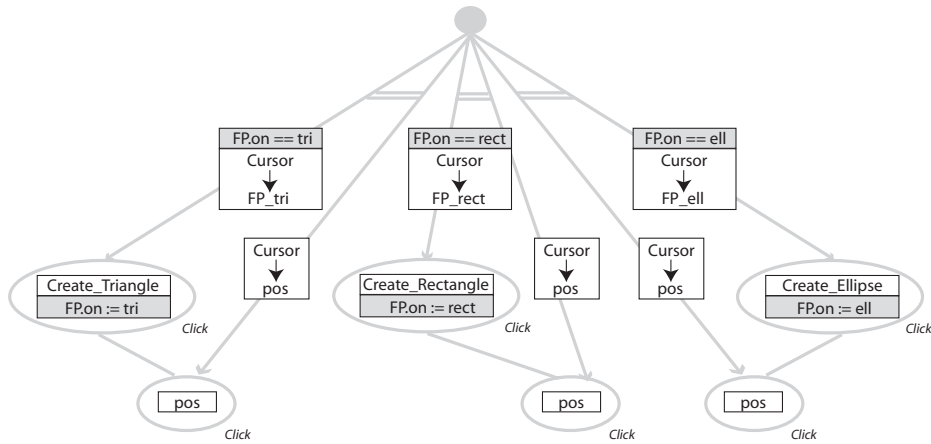 FP.on == tri
Cursor
FP_tri
FP.on == rect
Cursor
FP_rect
FP.on == ell
Cursor
FP_ell
Cursor
pos
Cursor
pos
Cursor
pos
Create_Triangle
FP.on := tri
Click
Create_Rectangle
FP.on := rect
Click
Create_Ellipse
FP.on := ell
Click
pos
Click
pos
Click
pos
Click